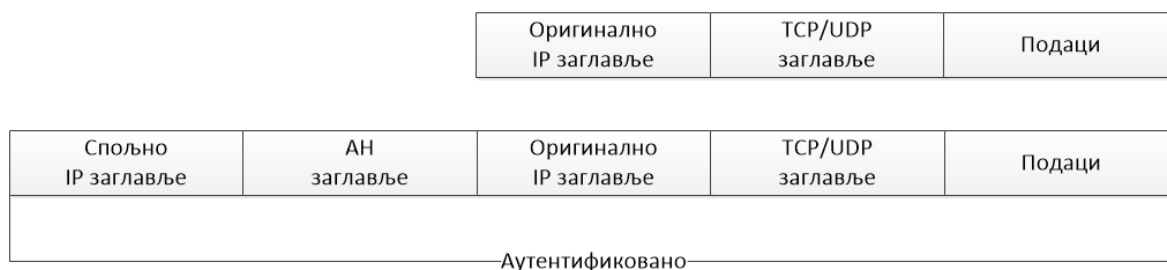 Оригинално
IP заглавље
TCP/UDP
заглавље
Подаци
Спољно
IP заглавље
АН
заглавље
Оригинално
IP заглавље
TCP/UDP
заглавље
Подаци
Аутентификовано